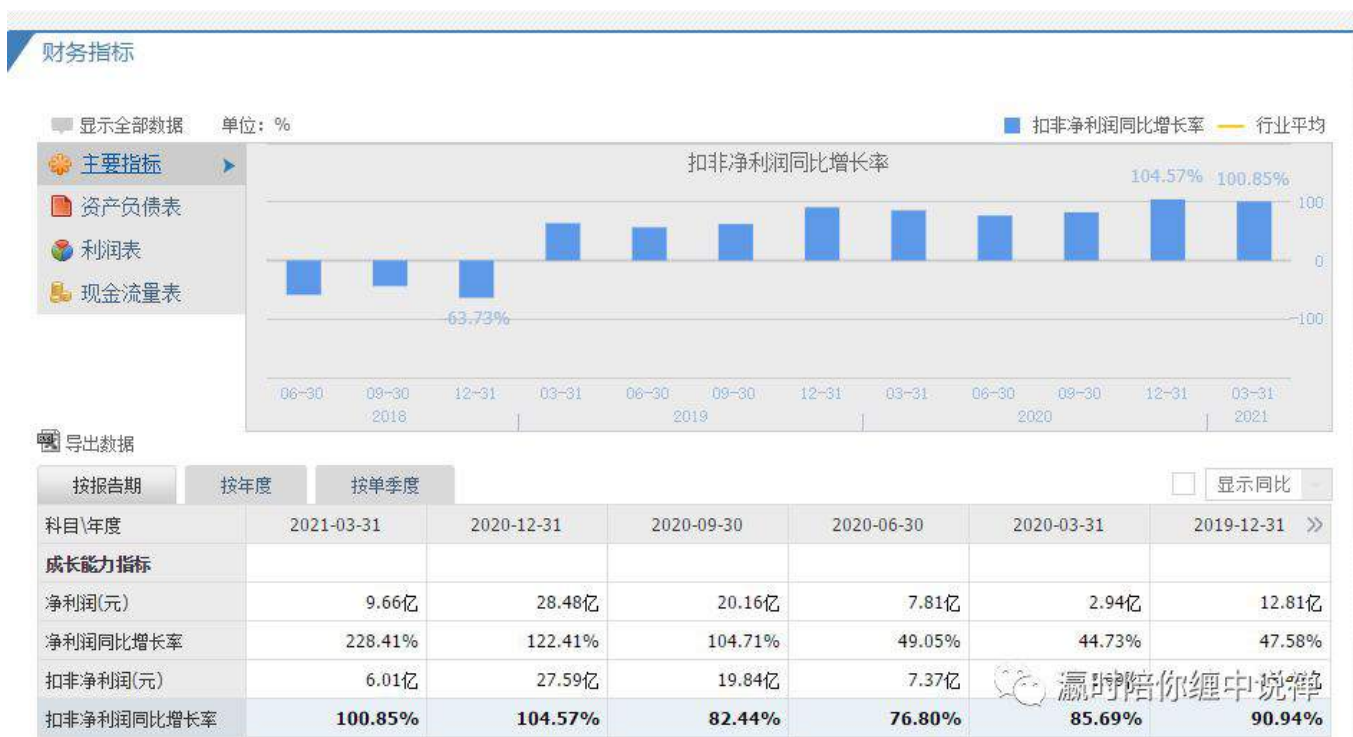 财务指标
显示全部数据 单位：% 扣非净利润同比增长率 行业平均
主要指标
资产负债表
利润表
现金流量表
扣非净利润同比增长率
104.57% 100.85%
100
0
-63.73% -100
06-30 09-30 12-31 03-31 06-30 09-30 12-31 03-31 06-30 09-30 12-31 03-31
2018 2019 2020 2021
导出数据
按报告期 按年度 按单季度 显示同比
科目\年度 2021-03-31 2020-12-31 2020-09-30 2020-06-30 2020-03-31 2019-12-31 >>
成长能力指标
净利润(元) 9.66亿 28.48亿 20.16亿 7.81亿 2.94亿 12.81亿
净利润同比增长率 228.41% 122.41% 104.71% 49.05% 44.73% 47.58%
扣非净利润(元) 6.01亿 27.59亿 19.84亿 7.37亿
瀛时陪你缠中说禅
扣非净利润同比增长率 100.85% 104.57% 82.44% 76.80% 85.69% 90.94%